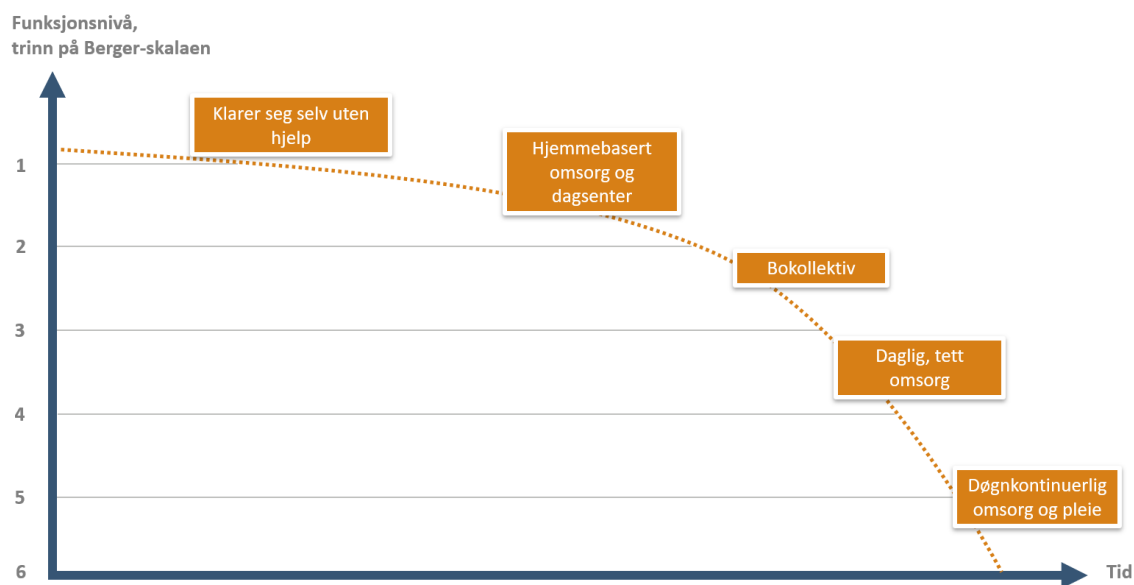 Funksjonsnivå,
trinn på Berger-skalaen
Klarer seg selv uten
hjelp
1
Hjemmebasert
omsorg og
dagsenter
2
Bokollektiv
3
Daglig, tett
omsorg
4
5
Døgnkontinuerlig
omsorg og pleie
6
Tid